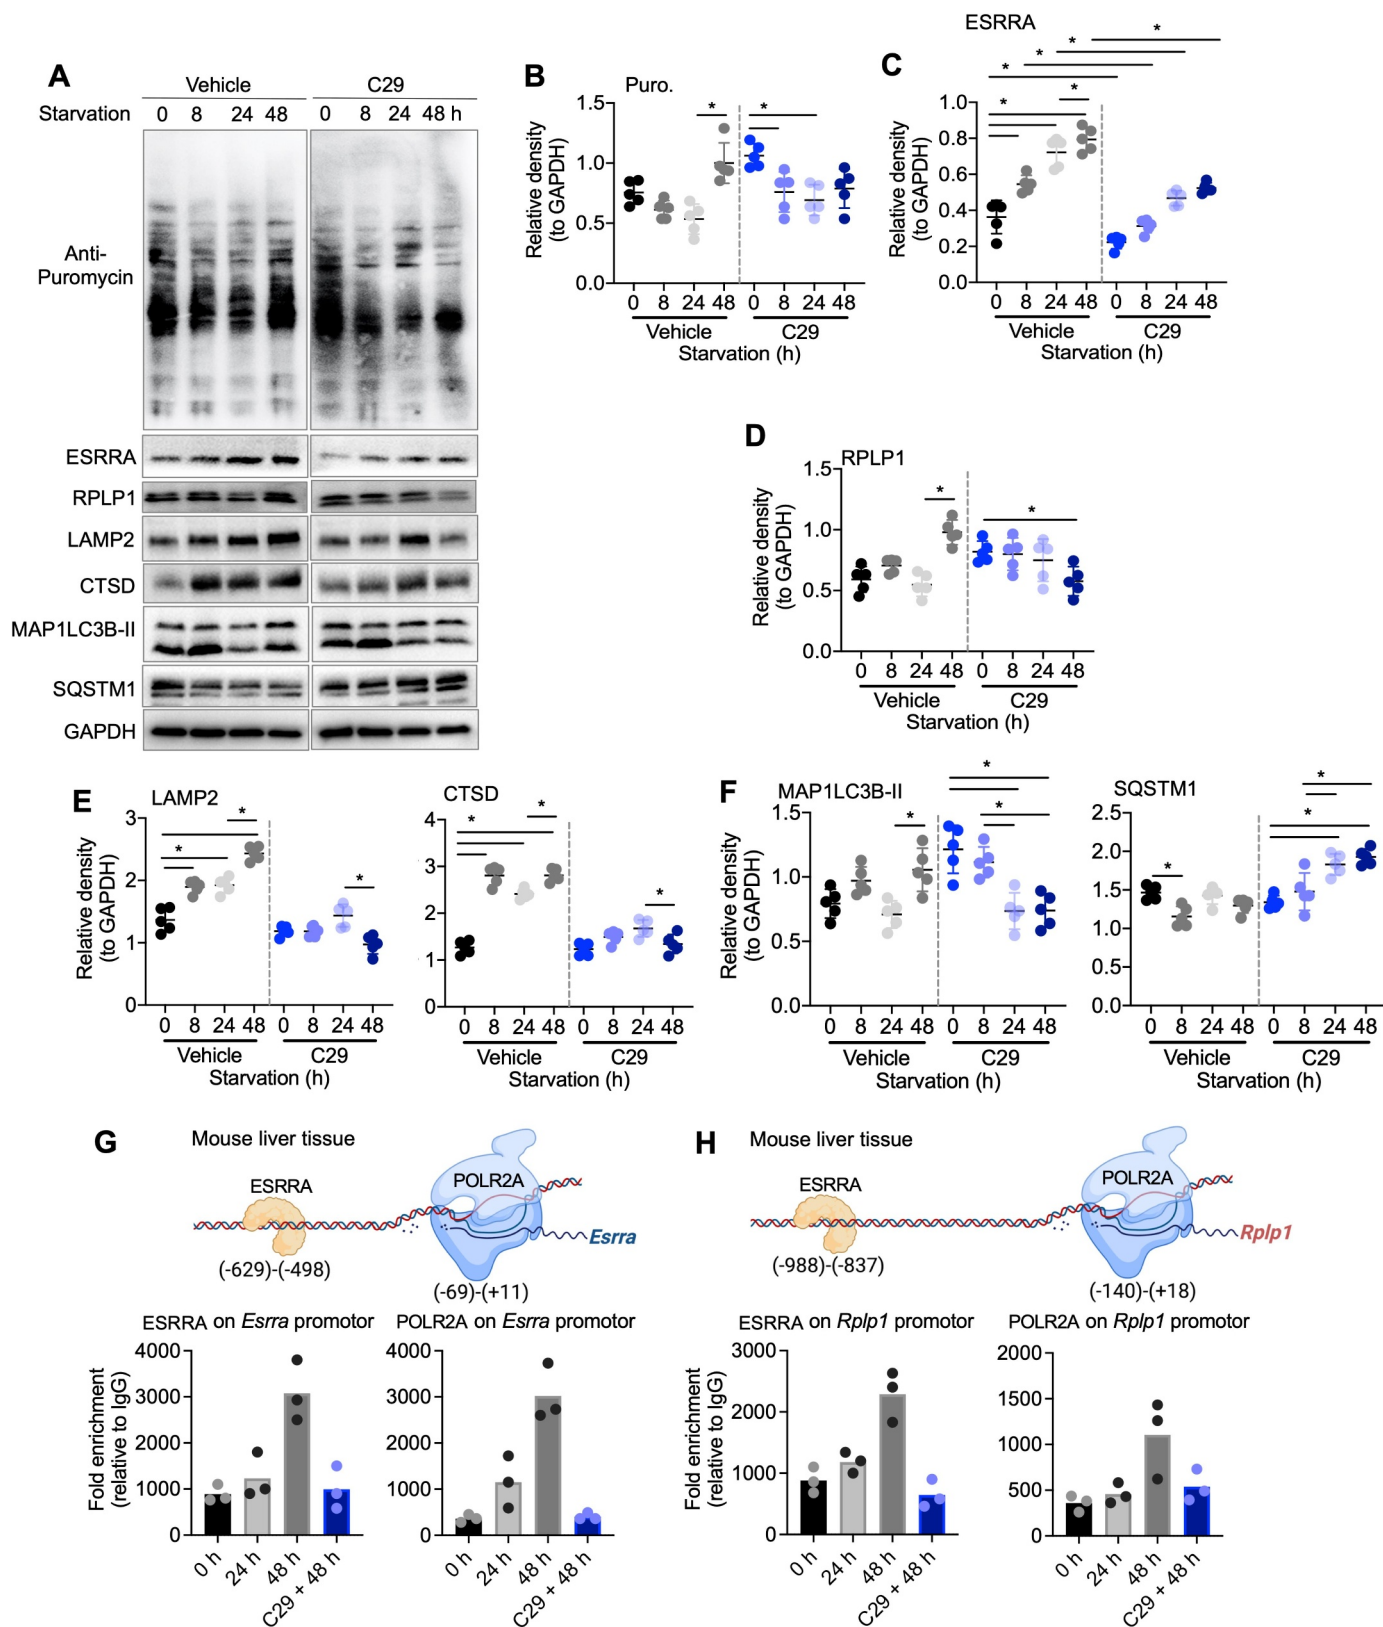 A
Vehicle C29
Starvation 0 8 24 48 0 8 24 48 h
Anti-
Puromycin
ESRRA
RPLP1
LAMP2
CTSD
MAP1LC3B-II
SQSTM1
GAPDH
B
Puro.
Relative density
(to GAPDH)
1.5
1.0
0.5
0.0
* *
0 8 24 48 0 8 24 48
Vehicle C29
Starvation (h)
C
ESRRA
Relative density
(to GAPDH)
1.0
0.8
0.6
0.4
0.2
0.0
* * * * * *
0 8 24 48 0 8 24 48
Vehicle C29
Starvation (h)
D
RPLP1
Relative density
(to GAPDH)
1.5
1.0
0.5
0.0
* *
0 8 24 48 0 8 24 48
Vehicle C29
Starvation (h)
E
LAMP2
Relative density
(to GAPDH)
3
2
1
0
* * *
0 8 24 48 0 8 24 48
Vehicle C29
Starvation (h)
CTSD
4
3
2
1
0
* * *
0 8 24 48 0 8 24 48
Vehicle C29
Starvation (h)
F
MAP1LC3B-II
Relative density
(to GAPDH)
1.5
1.0
0.5
0.0
* * *
0 8 24 48 0 8 24 48
Vehicle C29
Starvation (h)
SQSTM1
2.5
2.0
1.5
1.0
0.5
0.0
* * *
0 8 24 48 0 8 24 48
Vehicle C29
Starvation (h)
G
Mouse liver tissue
ESRRA
POLR2A
Esrra
(-629)-(-498)
(-69)-(+11)
ESRRA on Esrra promotor
Fold enrichment
(relative to IgG)
4000
3000
2000
1000
0
0 h 24 h 48 h C29 + 48 h
POLR2A on Esrra promotor
4000
3000
2000
1000
0
0 h 24 h 48 h C29 + 48 h
H
Mouse liver tissue
ESRRA
POLR2A
Rplp1
(-988)-(-837)
(-140)-(+18)
ESRRA on Rplp1 promotor
Fold enrichment
(relative to IgG)
3000
2000
1000
0
0 h 24 h 48 h C29 + 48 h
POLR2A on Rplp1 promotor
2000
1500
1000
500
0
0 h 24 h 48 h C29 + 48 h